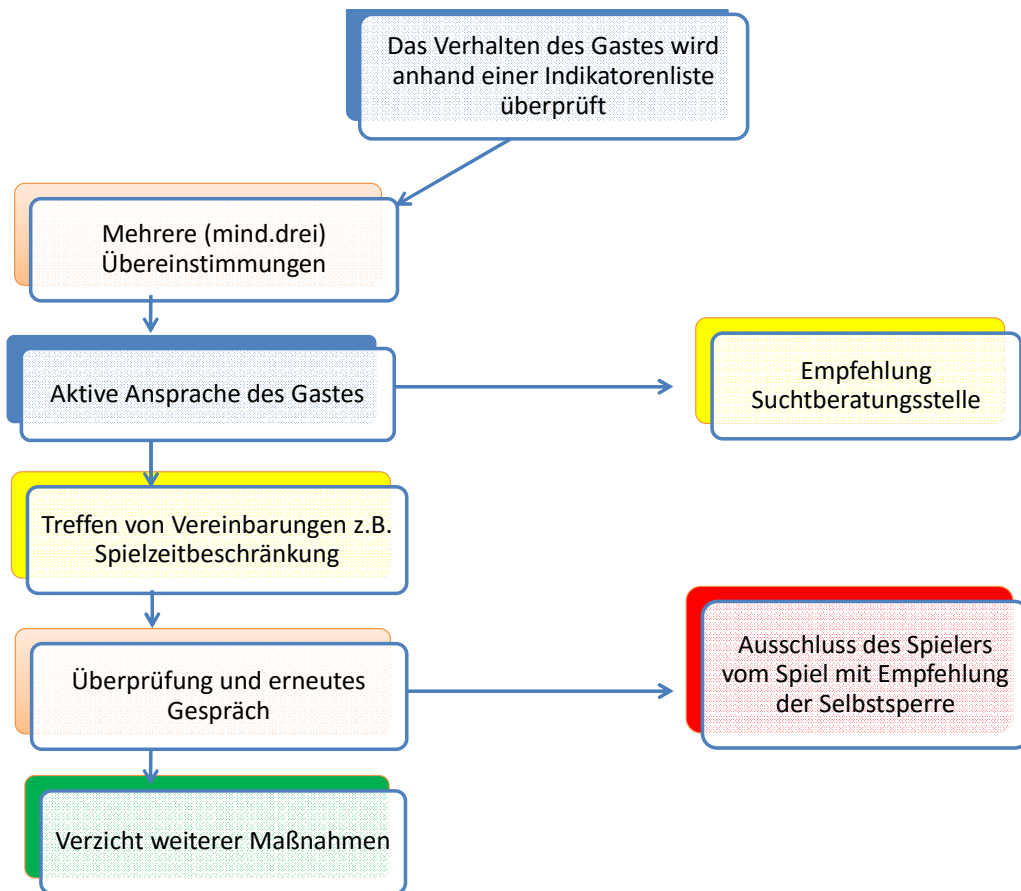 Das Verhalten des Gastes wird
anhand einer Indikatorenliste
überprüft
Mehrere (mind.drei)
Übereinstimmungen
Aktive Ansprache des Gastes
Empfehlung
Suchtberatungsstelle
Treffen von Vereinbarungen z.B.
Spielzeitbeschränkung
Überprüfung und erneutes
Gespräch
Ausschluss des Spielers
vom Spiel mit Empfehlung
der Selbstsperre
Verzicht weiterer Maßnahmen